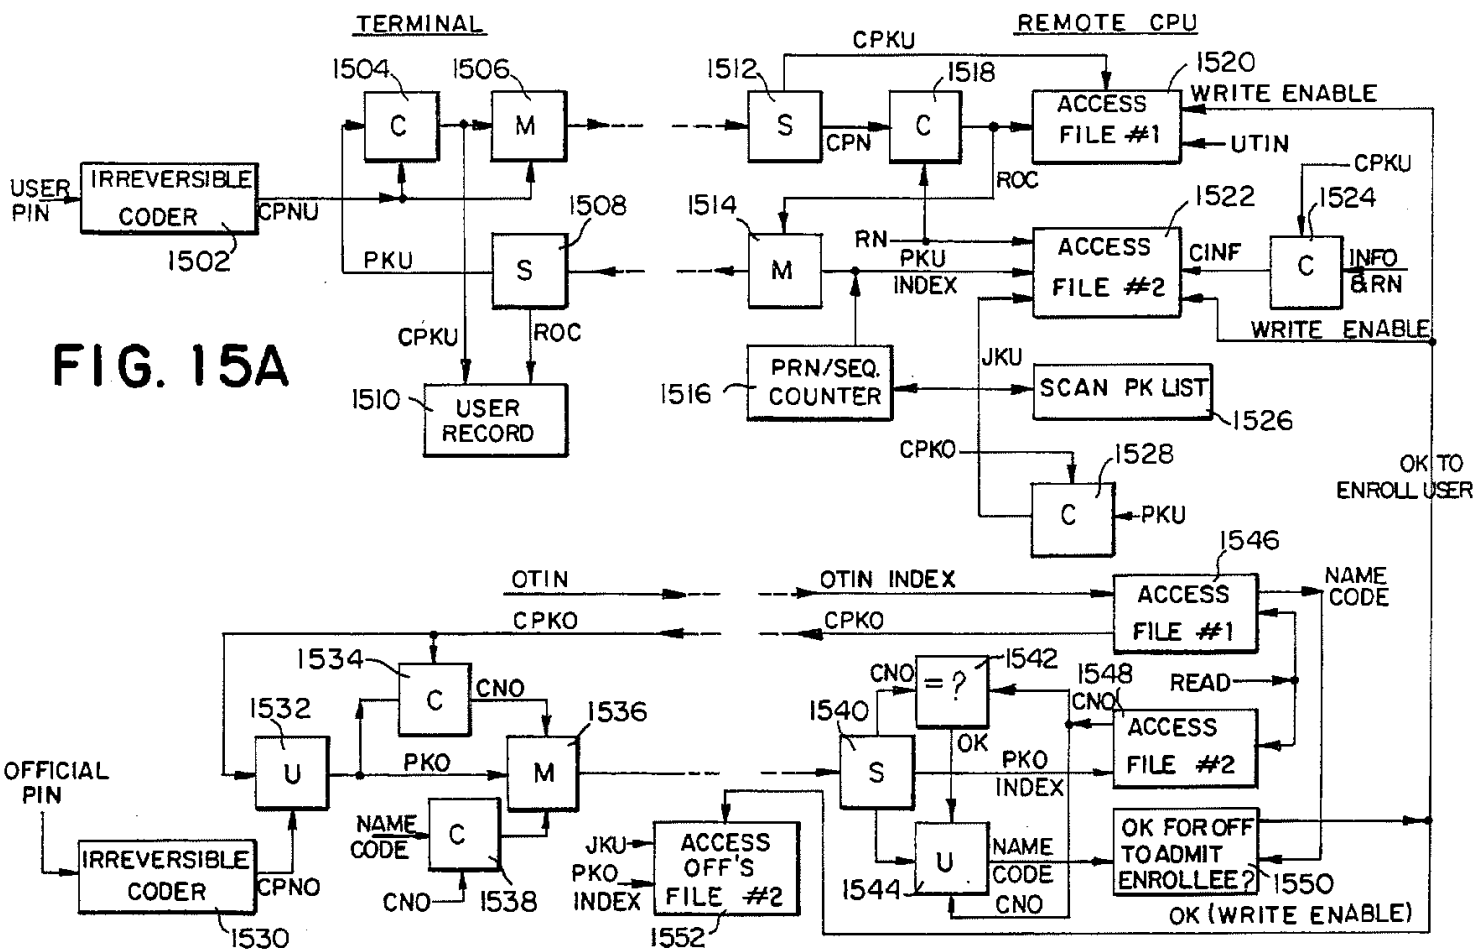 TERMINAL
REMOTE CPU
CPKU
1504
1506
1512
1518
1520
C
M
S
CPN
C
ACCESS
FILE #1
WRITE ENABLE
UTIN
USER
PIN
IRREVERSIBLE
CODER
CPNU
1502
1508
PKU
S
ROC
1514
M
RN
PKU
INDEX
ROC
1522
ACCESS
FILE #2
CPKU
1524
CINF
C
INFO
& RN
WRITE ENABLE
FIG. 15A
CPKU
1510
USER
RECORD
1516
PRN/SEQ.
COUNTER
JKU
SCAN PK LIST
1526
CPKO
1528
C
PKU
OK TO
ENROLL USER
OTIN
OTIN INDEX
1546
ACCESS
FILE #1
NAME
CODE
CPKO
CPKO
1534
C
CNO
1532
U
PKO
1536
M
1540
S
CNO
= ?
1542
OK
READ
1548
CNO
ACCESS
FILE #2
PKO
INDEX
OFFICIAL
PIN
IRREVERSIBLE
CODER
CPNO
1530
NAME
CODE
C
CNO
1538
JKU
PKO
INDEX
ACCESS
OFF'S
FILE #2
1552
U
1544
NAME
CODE
CNO
OK FOR OFF
TO ADMIT
ENROLLEE?
1550
OK (WRITE ENABLE)